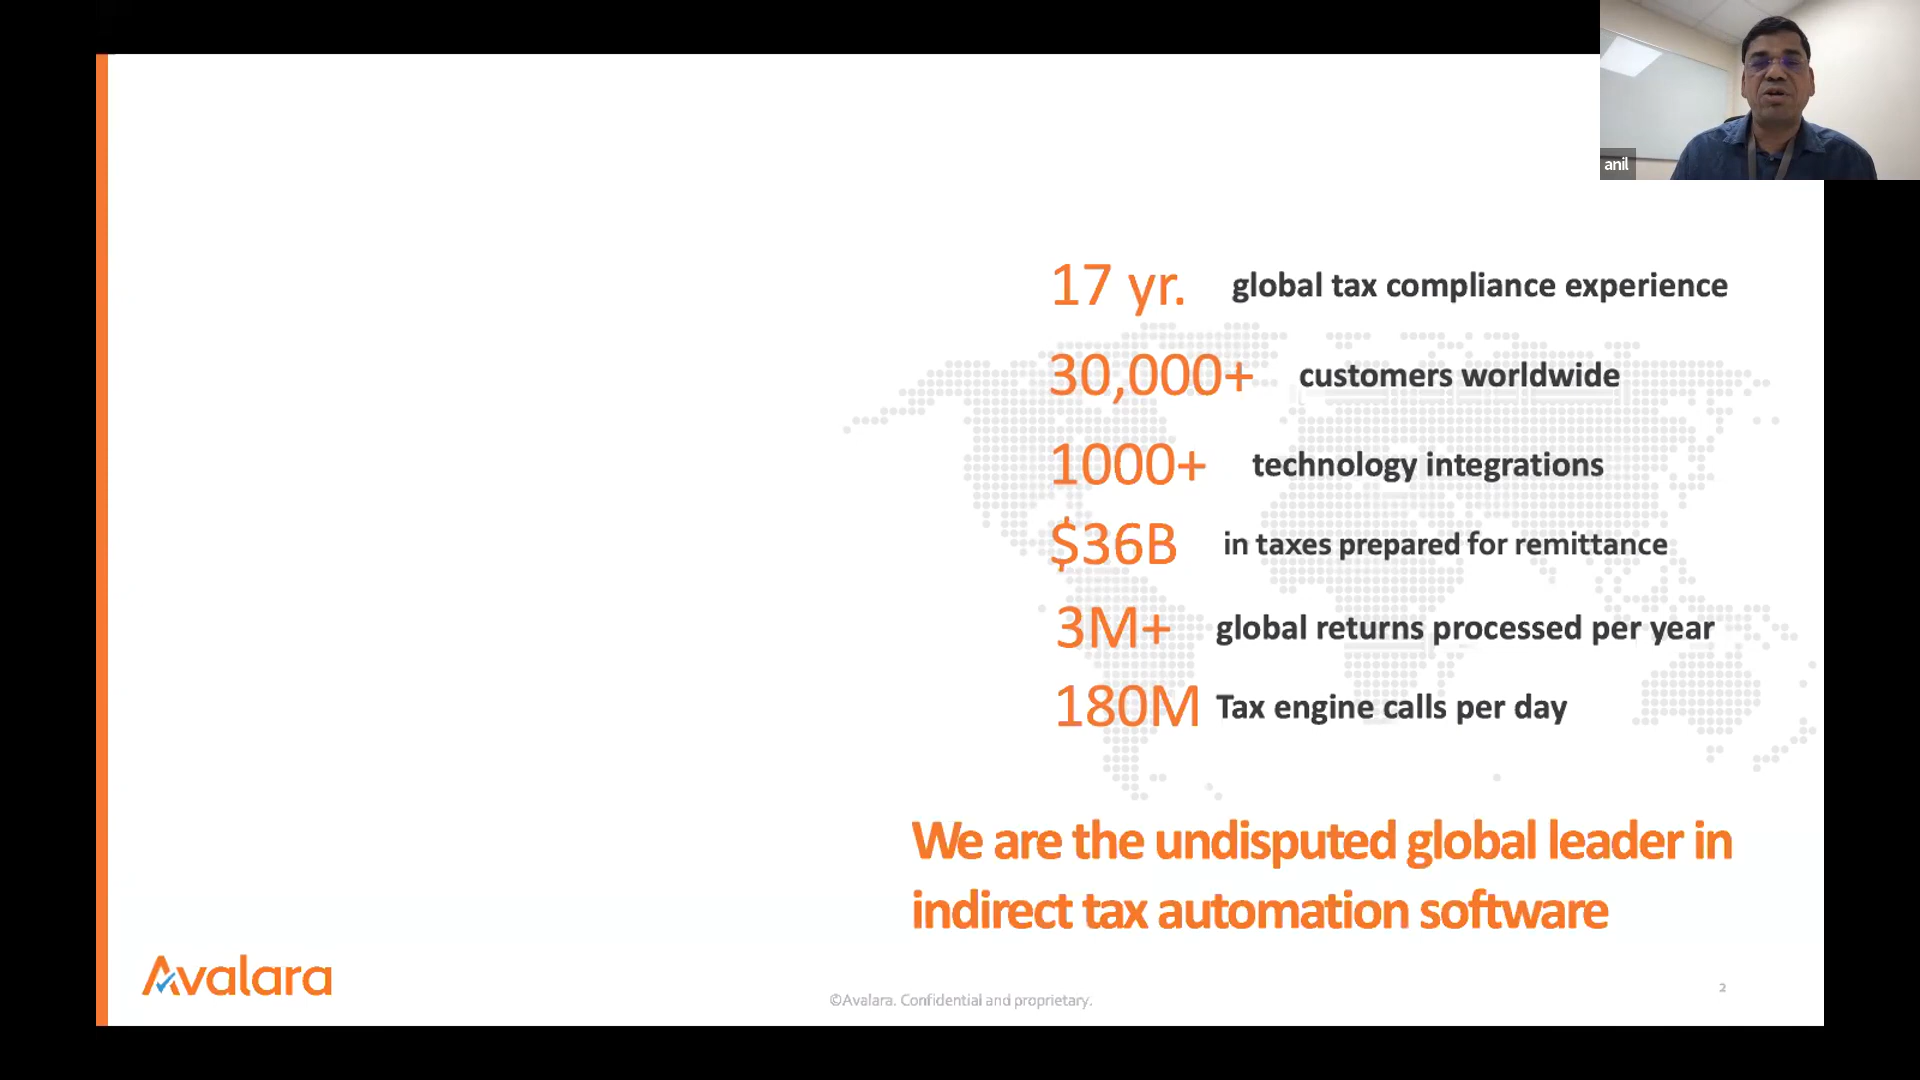 anil
17 yr. global tax compliance experience
30,000+ customers worldwide
1000+ technology integrations
$36B in taxes prepared for remittance
3M+ global returns processed per year
180M Tax engine calls per day
We are the undisputed global leader in
indirect tax automation software
Avalara
©Avalara. Confidential and proprietary.
2